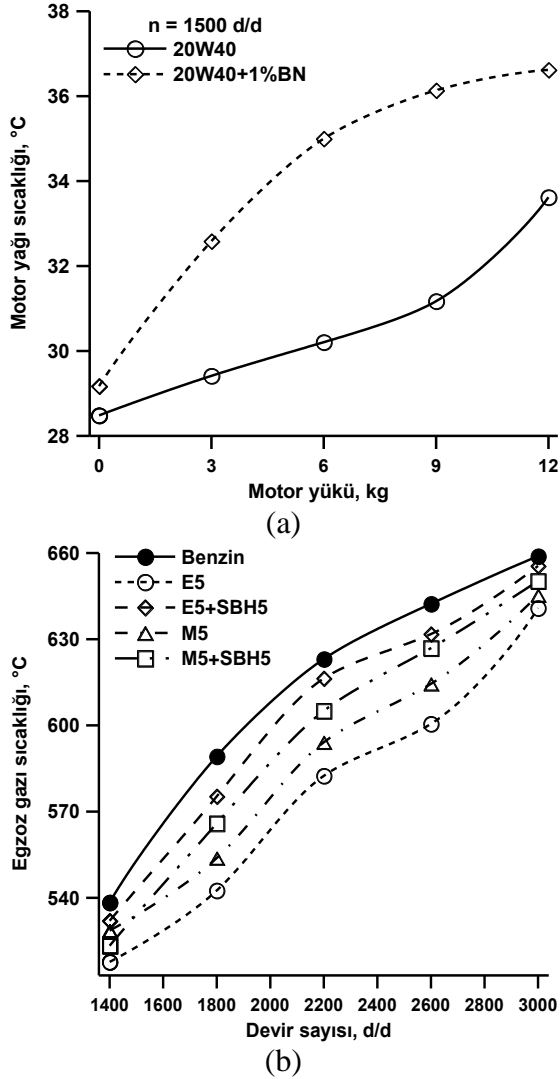 n = 1500 d/d
20W40
20W40+1%BN
Motor yağı sıcaklığı, °C
38
36
34
32
30
28
0 3 6 9 12
Motor yükü, kg
(a)
Benzin
E5
E5+SBH5
M5
M5+SBH5
Egzoz gazı sıcaklığı, °C
660
630
600
570
540
1400 1600 1800 2000 2200 2400 2600 2800 3000
Devir sayısı, d/d
(b)